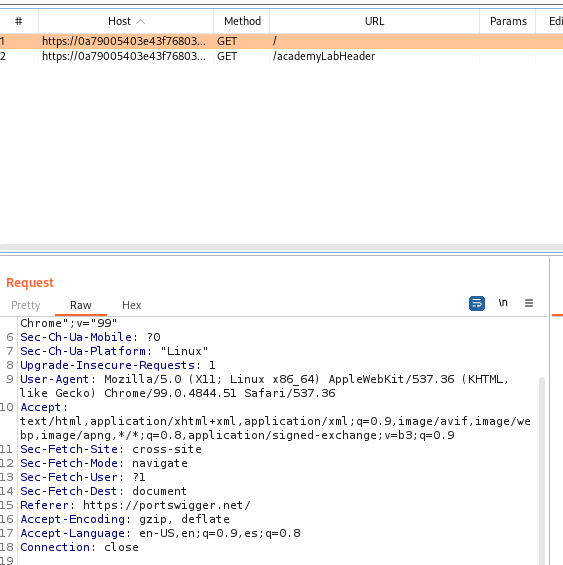 # Host Method URL Params Edi
1 https://0a79005403e43f76803... GET /
2 https://0a79005403e43f76803... GET /academyLabHeader
Request
Pretty Raw Hex \n
Chrome";v="99"
6 Sec-Ch-Ua-Mobile: ?0
7 Sec-Ch-Ua-Platform: "Linux"
8 Upgrade-Insecure-Requests: 1
9 User-Agent: Mozilla/5.0 (X11; Linux x86_64) AppleWebKit/537.36 (KHTML,
like Gecko) Chrome/99.0.4844.51 Safari/537.36
10 Accept:
text/html,application/xhtml+xml,application/xml;q=0.9,image/avif,image/we
bp,image/apng,*/*;q=0.8,application/signed-exchange;v=b3;q=0.9
11 Sec-Fetch-Site: cross-site
12 Sec-Fetch-Mode: navigate
13 Sec-Fetch-User: ?1
14 Sec-Fetch-Dest: document
15 Referer: https://portswigger.net/
16 Accept-Encoding: gzip, deflate
17 Accept-Language: en-US,en;q=0.9,es;q=0.8
18 Connection: close
19